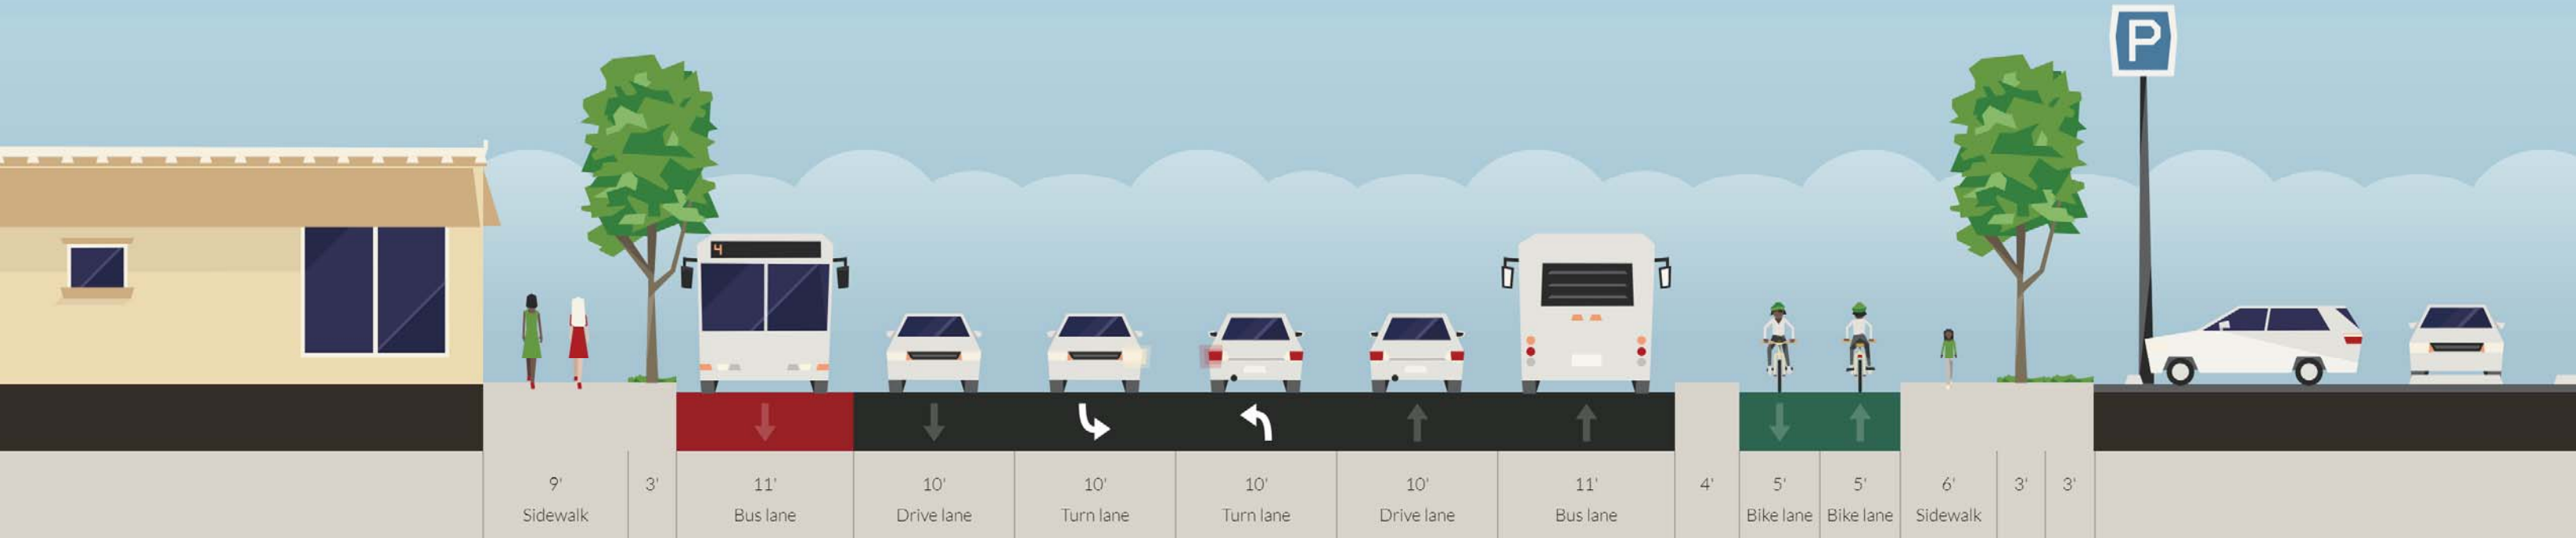 P
4
9' 3' 11' 10' 10' 10' 10' 11' 4' 5' 5' 6' 3' 3'
Sidewalk Bus lane Drive lane Turn lane Turn lane Drive lane Bus lane Bike lane Bike lane Sidewalk